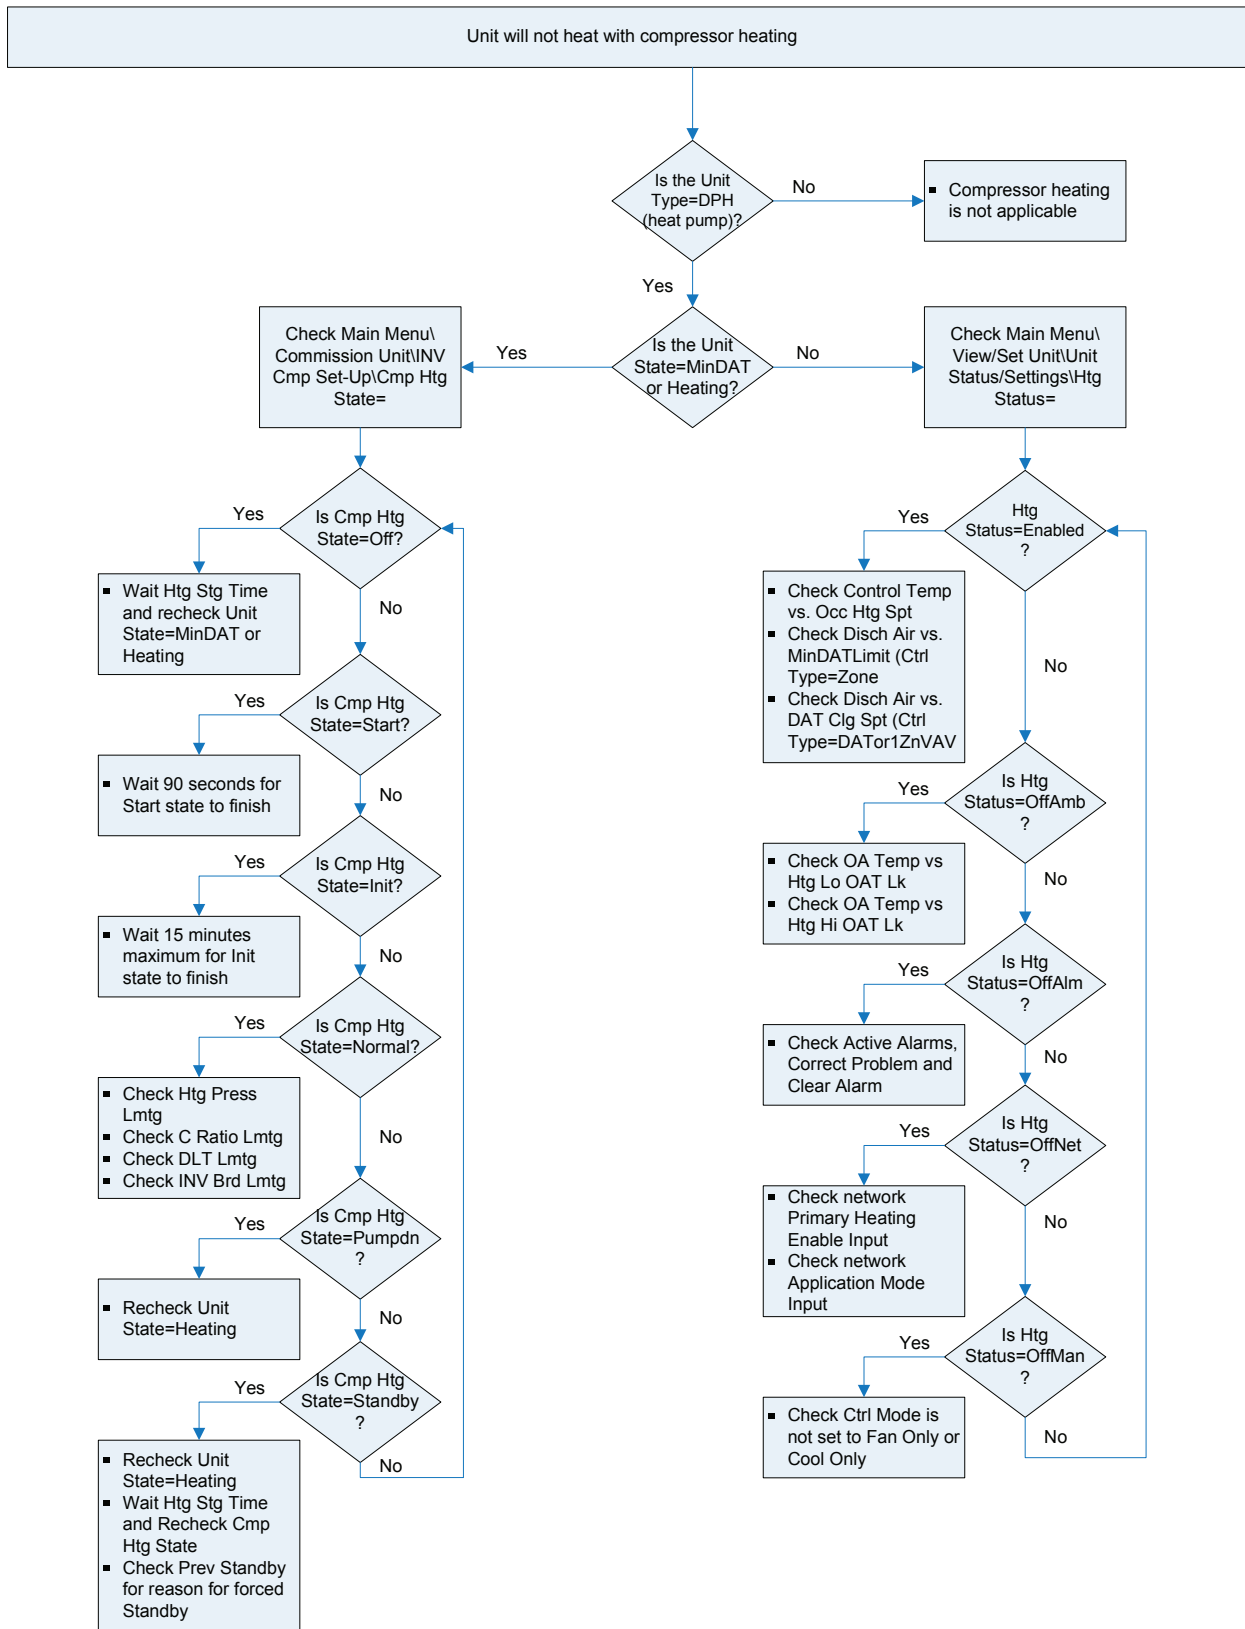 Unit will not heat with compressor heating
Is the Unit
Type=DPH
(heat pump)?
No
▪ Compressor heating
is not applicable
Yes
Check Main Menu\
Commission Unit\INV
Cmp Set-Up\Cmp Htg
State=
Yes
Is the Unit
State=MinDAT
or Heating?
No
Check Main Menu\
View/Set Unit\Unit
Status/Settings\Htg
Status=
Yes
Is Cmp Htg
State=Off?
▪ Wait Htg Stg Time
and recheck Unit
State=MinDAT or
Heating
No
Yes
Is Cmp Htg
State=Start?
▪ Wait 90 seconds for
Start state to finish
No
Yes
Is Cmp Htg
State=Init?
▪ Wait 15 minutes
maximum for Init
state to finish
No
Yes
Is Cmp Htg
State=Normal?
▪ Check Htg Press
Lmtg
▪ Check C Ratio Lmtg
▪ Check DLT Lmtg
▪ Check INV Brd Lmtg
No
Yes
Is Cmp Htg
State=Pumpdn
?
▪ Recheck Unit
State=Heating
No
Yes
Is Cmp Htg
State=Standby
?
▪ Recheck Unit
State=Heating
▪ Wait Htg Stg Time
and Recheck Cmp
Htg State
▪ Check Prev Standby
for reason for forced
Standby
No
Yes
Htg
Status=Enabled
?
▪ Check Control Temp
vs. Occ Htg Spt
▪ Check Disch Air vs.
MinDATLimit (Ctrl
Type=Zone
▪ Check Disch Air vs.
DAT Clg Spt (Ctrl
Type=DATor1ZnVAV
No
Yes
Is Htg
Status=OffAmb
?
▪ Check OA Temp vs
Htg Lo OAT Lk
▪ Check OA Temp vs
Htg Hi OAT Lk
No
Yes
Is Htg
Status=OffAlm
?
▪ Check Active Alarms,
Correct Problem and
Clear Alarm
No
Yes
Is Htg
Status=OffNet
?
▪ Check network
Primary Heating
Enable Input
▪ Check network
Application Mode
Input
No
Yes
Is Htg
Status=OffMan
?
▪ Check Ctrl Mode is
not set to Fan Only or
Cool Only
No